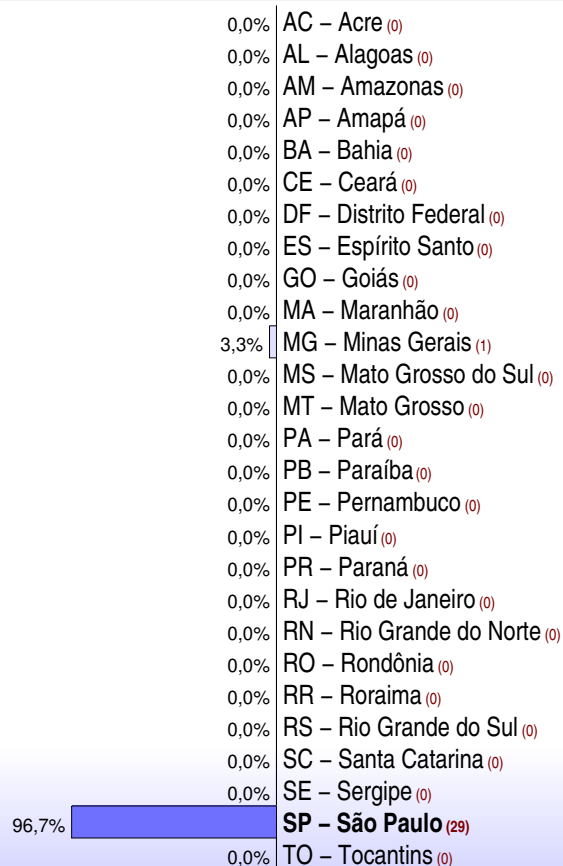 0,0% AC – Acre (0)
0,0% AL – Alagoas (0)
0,0% AM – Amazonas (0)
0,0% AP – Amapá (0)
0,0% BA – Bahia (0)
0,0% CE – Ceará (0)
0,0% DF – Distrito Federal (0)
0,0% ES – Espírito Santo (0)
0,0% GO – Goiás (0)
0,0% MA – Maranhão (0)
3,3% MG – Minas Gerais (1)
0,0% MS – Mato Grosso do Sul (0)
0,0% MT – Mato Grosso (0)
0,0% PA – Pará (0)
0,0% PB – Paraíba (0)
0,0% PE – Pernambuco (0)
0,0% PI – Piauí (0)
0,0% PR – Paraná (0)
0,0% RJ – Rio de Janeiro (0)
0,0% RN – Rio Grande do Norte (0)
0,0% RO – Rondônia (0)
0,0% RR – Roraima (0)
0,0% RS – Rio Grande do Sul (0)
0,0% SC – Santa Catarina (0)
0,0% SE – Sergipe (0)
96,7% SP – São Paulo (29)
0,0% TO – Tocantins (0)